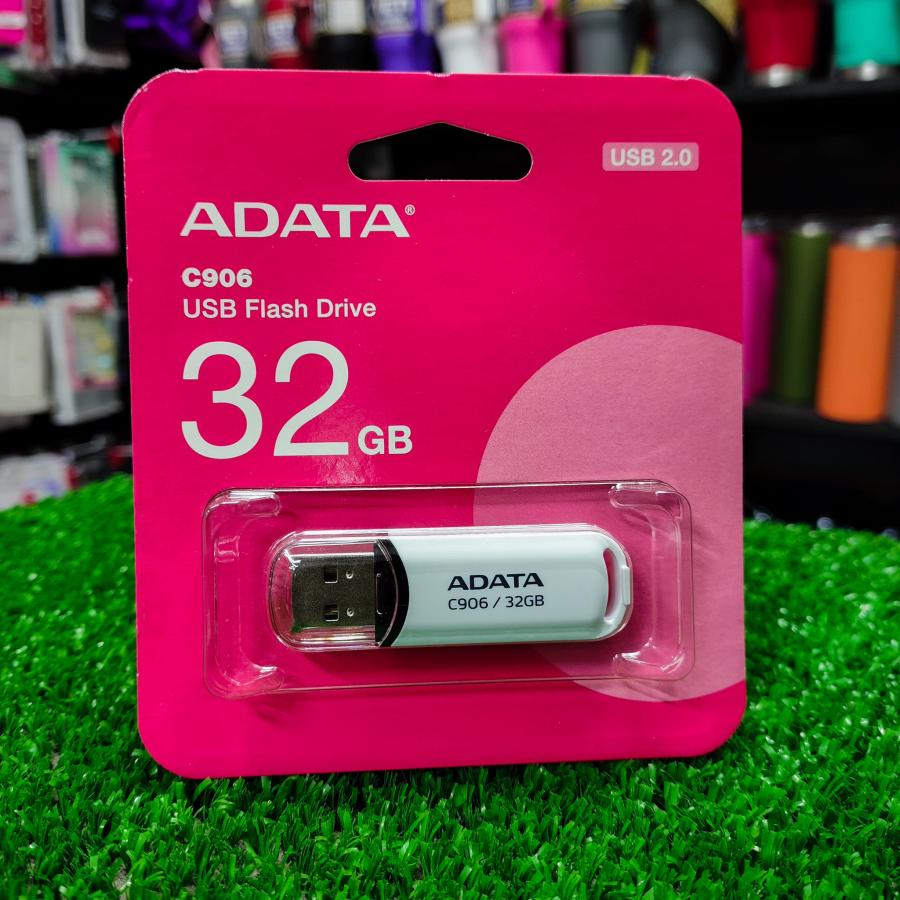 USB 2.0
ADATA®
C906
USB Flash Drive
32GB
ADATA
C906 / 32GB